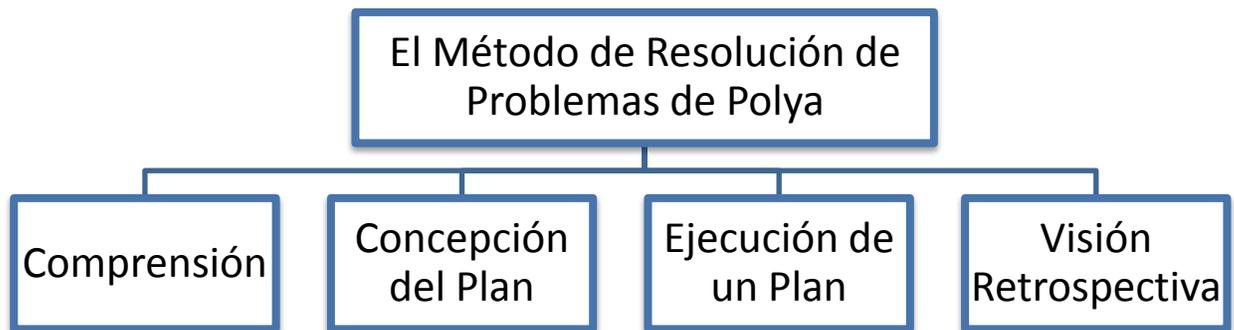 El Método de Resolución de
Problemas de Polya
Comprensión
Concepción
del Plan
Ejecución de
un Plan
Visión
Retrospectiva